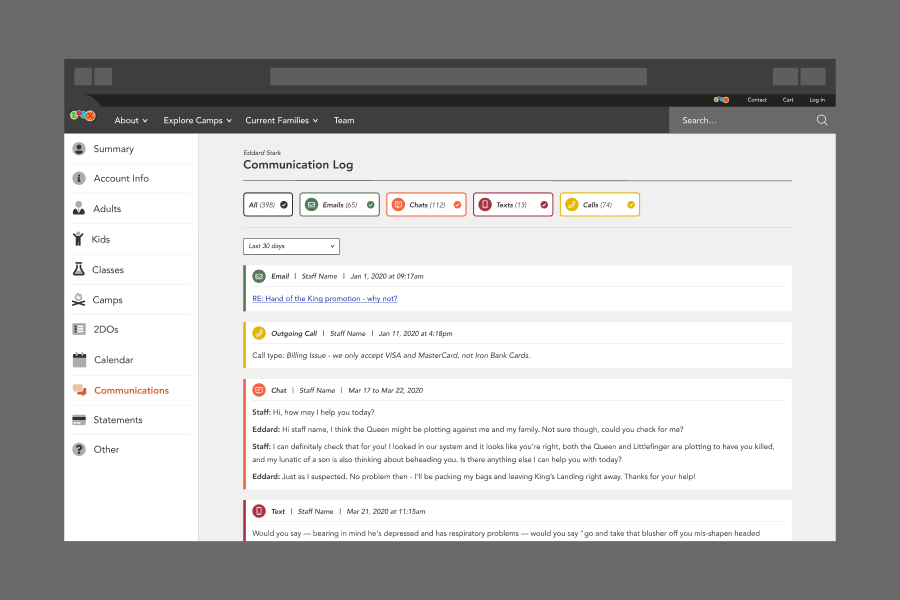 Contact Cart Log In
About Explore Camps Current Families Team Search...
Summary
Account Info
Adults
Kids
Classes
Camps
2DOs
Calendar
Communications
Statements
Other
Eddard Stark
Communication Log
All (398) Emails (65) Chats (112) Texts (13) Calls (74)
Last 30 days
Email | Staff Name | Jan 1, 2020 at 09:17am
RE: Hand of the King promotion - why not?
Outgoing Call | Staff Name | Jan 11, 2020 at 4:18pm
Call type: Billing Issue - we only accept VISA and MasterCard, not Iron Bank Cards.
Chat | Staff Name | Mar 17 to Mar 22, 2020
Staff: Hi, how may I help you today?
Eddard: Hi staff name, I think the Queen might be plotting against me and my family. Not sure though, could you check for me?
Staff: I can definitely check that for you! I looked in our system and it looks like you're right, both the Queen and Littlefinger are plotting to have you killed,
and my lunatic of a son is also thinking about beheading you. Is there anything else I can help you with today?
Eddard: Just as I suspected. No problem then - I'll be packing my bags and leaving King's Landing right away. Thanks for your help!
Text | Staff Name | Mar 21, 2020 at 11:15am
Would you say — bearing in mind he's depressed and has respiratory problems — would you say "go and take that blusher off you mis-shapen headed